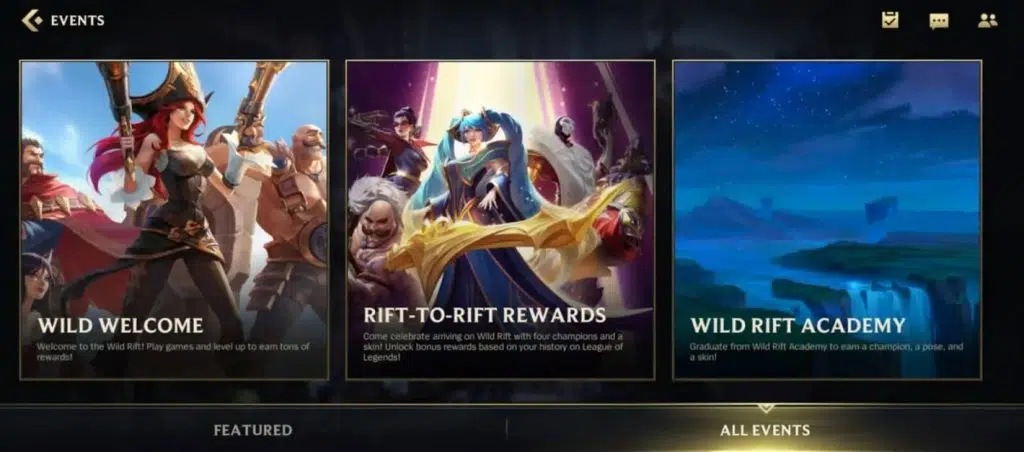 EVENTS
WILD WELCOME
Welcome to the Wild Rift! Play games and level up to earn tons of
rewards!
RIFT-TO-RIFT REWARDS
Come celebrate arriving on Wild Rift with four champions and a
skin! Unlock bonus rewards based on your history on League of
Legends!
WILD RIFT ACADEMY
Graduate from Wild Rift Academy to earn a champion, a pose, and
a skin!
FEATURED
ALL EVENTS